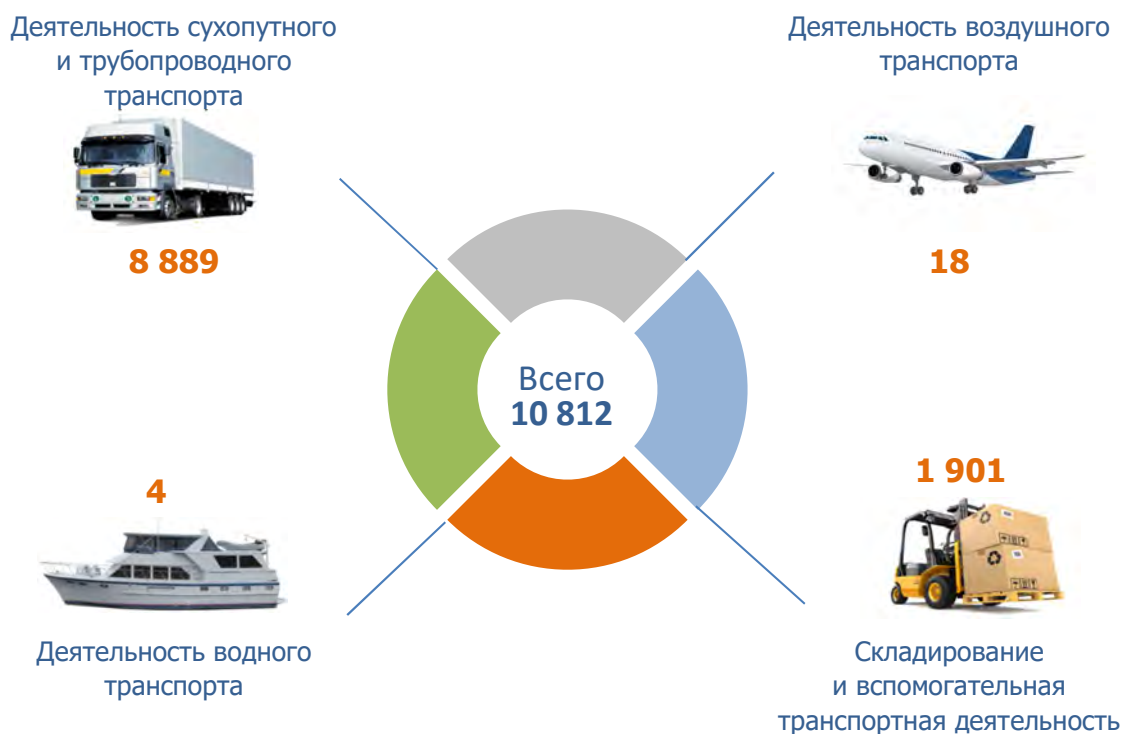 Деятельность сухопутного
и трубопроводного
транспорта
8 889
Деятельность воздушного
транспорта
18
Всего
10 812
4
Деятельность водного
транспорта
1 901
Складирование
и вспомогательная
транспортная деятельность